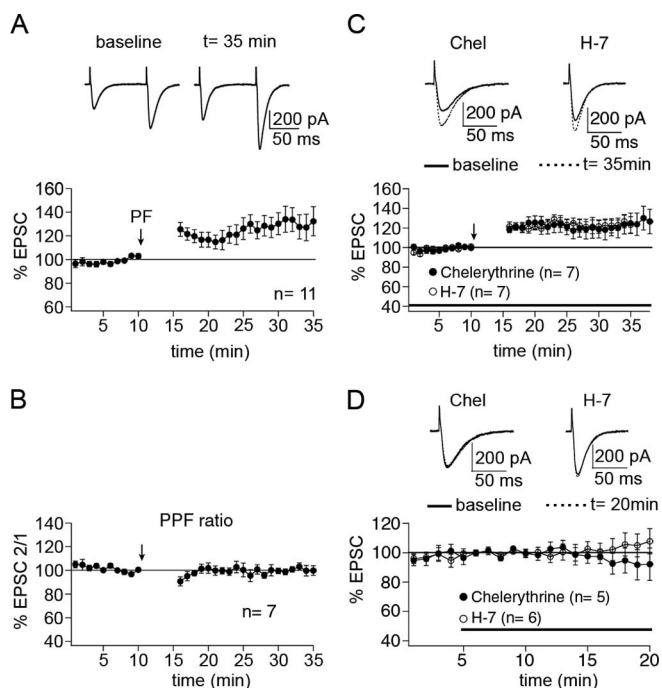 A
baseline t= 35 min
200 pA
50 ms
160
140
120
100
80
60
% EPSC
PF
n= 11
5 10 15 20 25 30 35
time (min)
B
140
120
100
80
60
40
% EPSC 2/1
PPF ratio
n= 7
5 10 15 20 25 30 35
time (min)
C
Chel H-7
200 pA 200 pA
50 ms 50 ms
baseline t= 35min
160
140
120
100
80
60
40
% EPSC
Chelerythrine (n= 7)
H-7 (n= 7)
5 10 15 20 25 30 35
time (min)
D
Chel H-7
200 pA 200 pA
50 ms 50 ms
baseline t= 20min
120
100
80
60
40
% EPSC
Chelerythrine (n= 5)
H-7 (n= 6)
0 5 10 15 20
time (min)